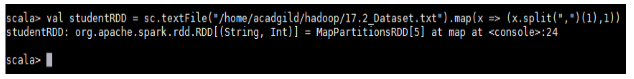 scala> val studentRDD = sc.textFile("/home/acadgild/hadoop/17.2_Dataset.txt").map(x => (x.split(",")(1),1))
studentRDD: org.apache.spark.rdd.RDD[(String, Int)] = MapPartitionsRDD[5] at map at <console>:24
scala>